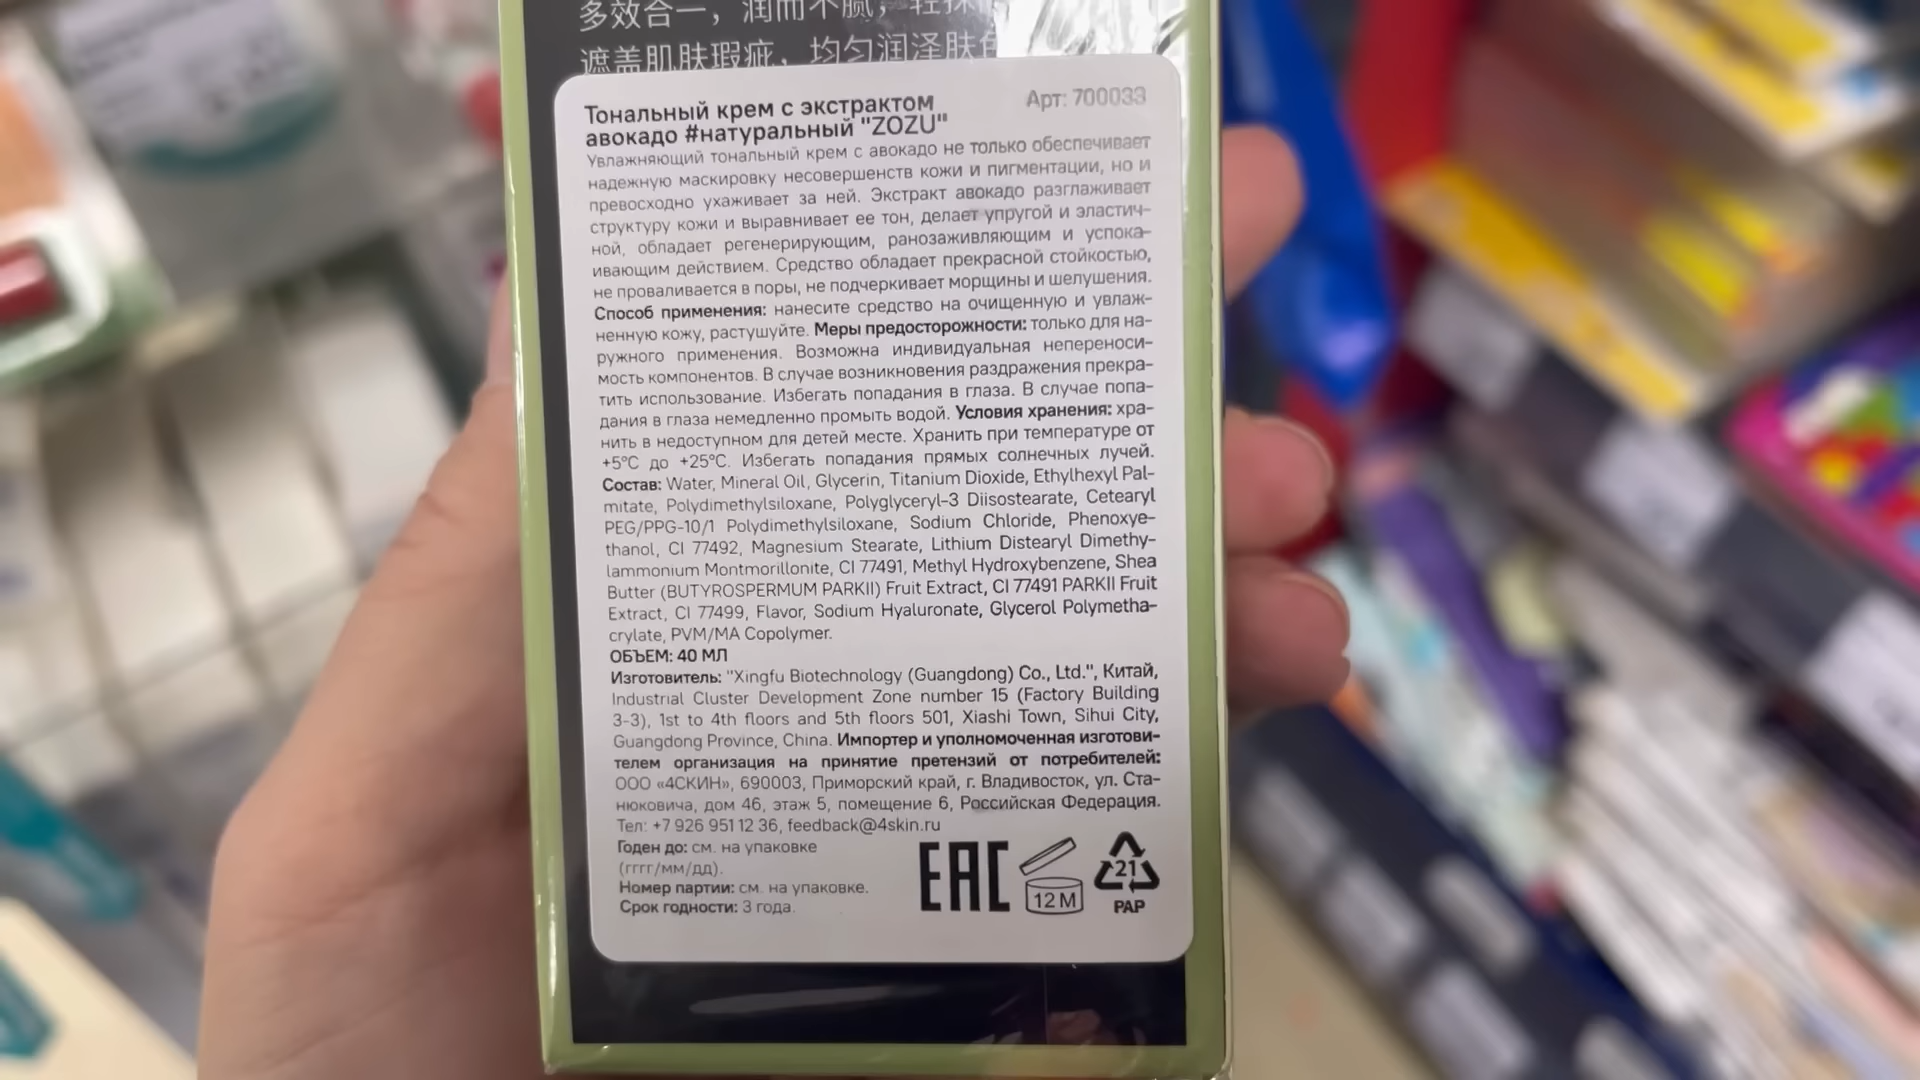 多效合一，润而不腻，轻抹
遮盖肌肤瑕疵，均匀润泽肤色
Тональный крем с экстрактом
авокадо #натуральный "ZOZU"
Арт: 700033
Увлажняющий тональный крем с авокадо не только обеспечивает
надежную маскировку несовершенств кожи и пигментации, но и
превосходно ухаживает за ней. Экстракт авокадо разглаживает
структуру кожи и выравнивает ее тон, делает упругой и эластич-
ной, обладает регенерирующим, ранозаживляющим и успока-
ивающим действием. Средство обладает прекрасной стойкостью,
не проваливается в поры, не подчеркивает морщины и шелушения.
Способ применения: нанесите средство на очищенную и увлаж-
ненную кожу, растушуйте. Меры предосторожности: только для на-
ружного применения. Возможна индивидуальная непереноси-
мость компонентов. В случае возникновения раздражения прекра-
тить использование. Избегать попадания в глаза. В случае попа-
дания в глаза немедленно промыть водой. Условия хранения: хра-
нить в недоступном для детей месте. Хранить при температуре от
+5°C до +25°C. Избегать попадания прямых солнечных лучей.
Состав: Water, Mineral Oil, Glycerin, Titanium Dioxide, Ethylhexyl Pal-
mitate, Polydimethylsiloxane, Polyglyceryl-3 Diisostearate, Cetearyl
PEG/PPG-10/1 Polydimethylsiloxane, Sodium Chloride, Phenoxye-
thanol, CI 77492, Magnesium Stearate, Lithium Distearyl Dimethy-
lammonium Montmorillonite, CI 77491, Methyl Hydroxybenzene, Shea
Butter (BUTYROSPERMUM PARKII) Fruit Extract, CI 77491 PARKII Fruit
Extract, CI 77499, Flavor, Sodium Hyaluronate, Glycerol Polymetha-
crylate, PVM/MA Copolymer.
ОБЪЕМ: 40 МЛ
Изготовитель: "Xingfu Biotechnology (Guangdong) Co., Ltd.", Китай,
Industrial Cluster Development Zone number 15 (Factory Building
3-3), 1st to 4th floors and 5th floors 501, Xiashi Town, Sihui City,
Guangdong Province, China. Импортер и уполномоченная изготови-
телем организация на принятие претензий от потребителей:
ООО «4СКИН», 690003, Приморский край, г. Владивосток, ул. Ста-
нюковича, дом 46, этаж 5, помещение 6, Российская Федерация.
Тел: +7 926 951 12 36, feedback@4skin.ru
Годен до: см. на упаковке
(гггг/мм/дд).
Номер партии: см. на упаковке.
Срок годности: 3 года.
EAC
12 M
21
PAP